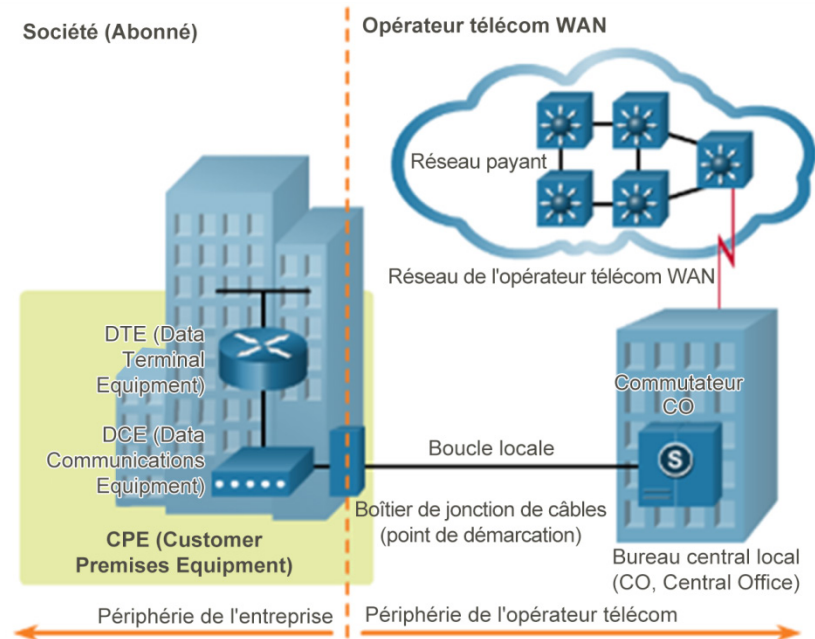 Société (Abonné)
Opérateur télécom WAN
Réseau payant
Réseau de l'opérateur télécom WAN
DTE (Data
Terminal
Equipment)
DCE (Data
Communications
Equipment)
CPE (Customer
Premises Equipment)
Boucle locale
Boîtier de jonction de câbles
(point de démarcation)
Commutateur
CO
S
Bureau central local
(CO, Central Office)
Périphérie de l'entreprise
Périphérie de l'opérateur télécom